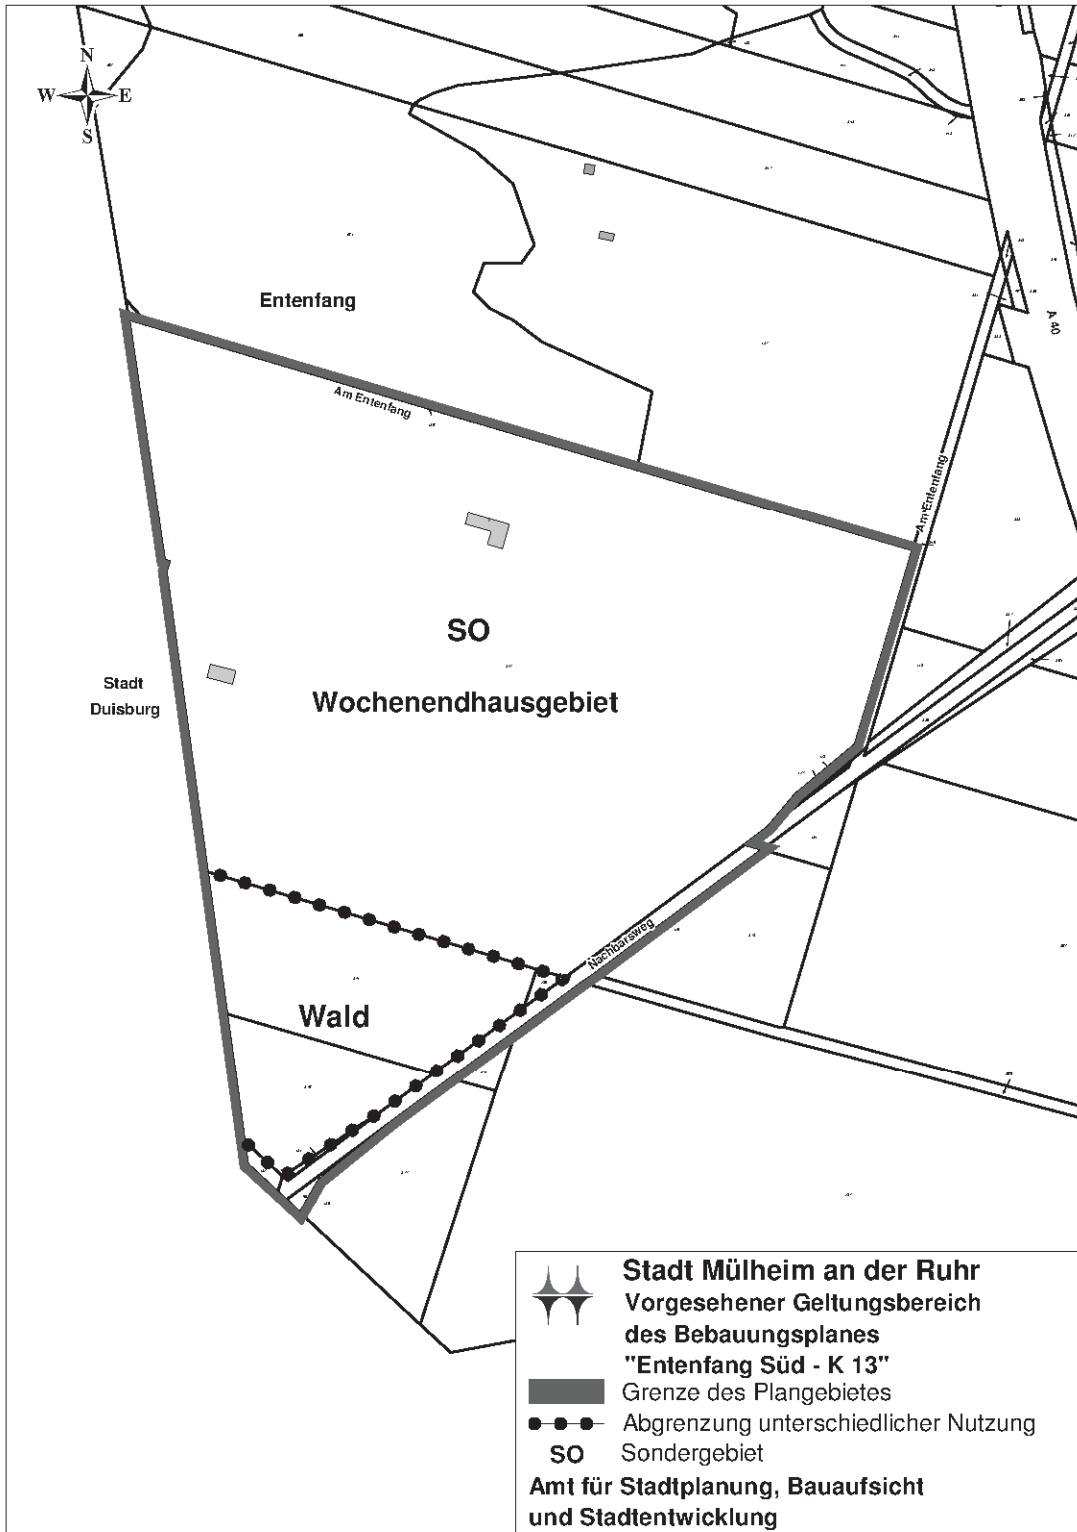 N
W E
S
Entenfang
A 40
Am Entenfang
Am Entenfang
SO
Stadt
Duisburg
Wochenendhausgebiet
Nachbarsweg
Wald
Stadt Mülheim an der Ruhr
Vorgesehener Geltungsbereich
des Bebauungsplanes
"Entenfang Süd - K 13"
Grenze des Plangebietes
Abgrenzung unterschiedlicher Nutzung
SO Sondergebiet
Amt für Stadtplanung, Bauaufsicht
und Stadtentwicklung